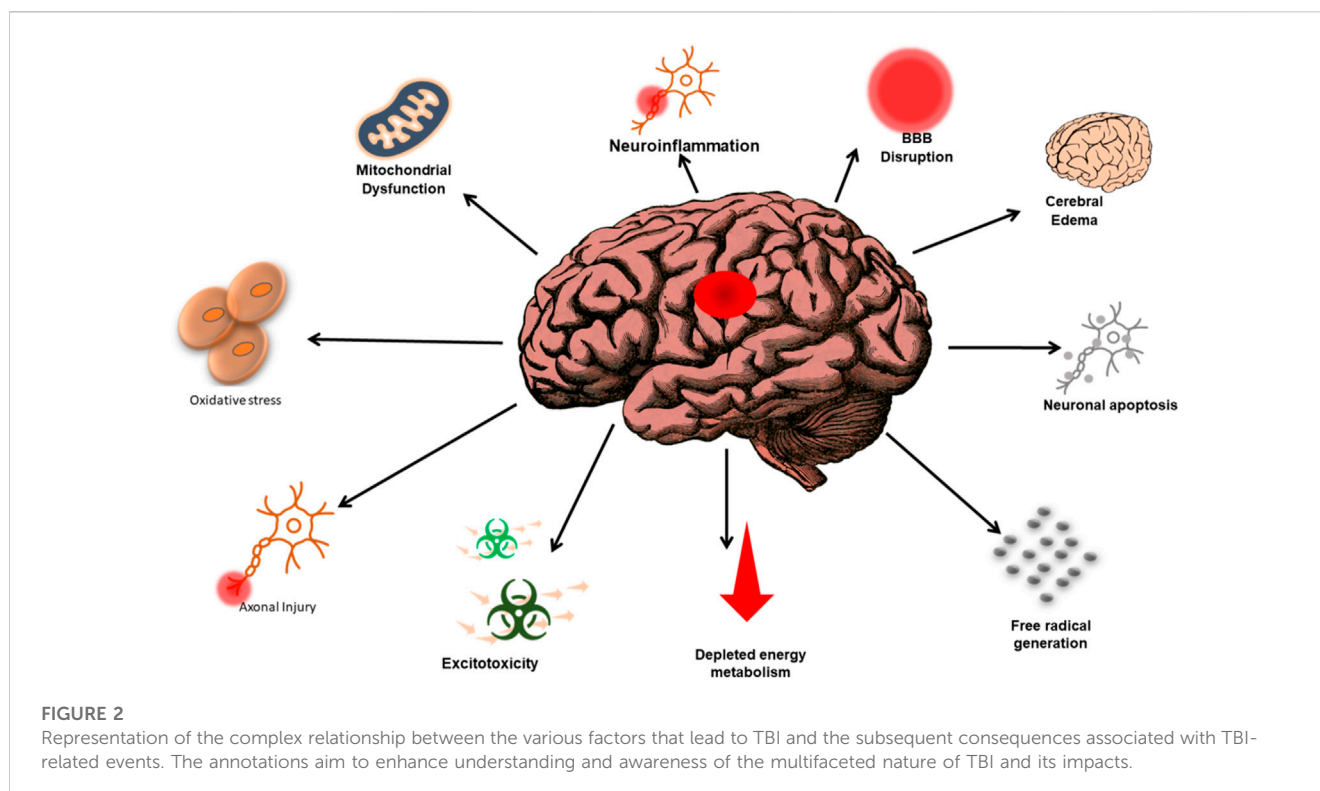 Neuroinflammation
BBB
Disruption
Mitochondrial
Dysfunction
Cerebral
Edema
Oxidative stress
Neuronal apoptosis
Axonal Injury
Excitotoxicity
Depleted energy
metabolism
Free radical
generation
FIGURE 2
Representation of the complex relationship between the various factors that lead to TBI and the subsequent consequences associated with TBI-
related events. The annotations aim to enhance understanding and awareness of the multifaceted nature of TBI and its impacts.